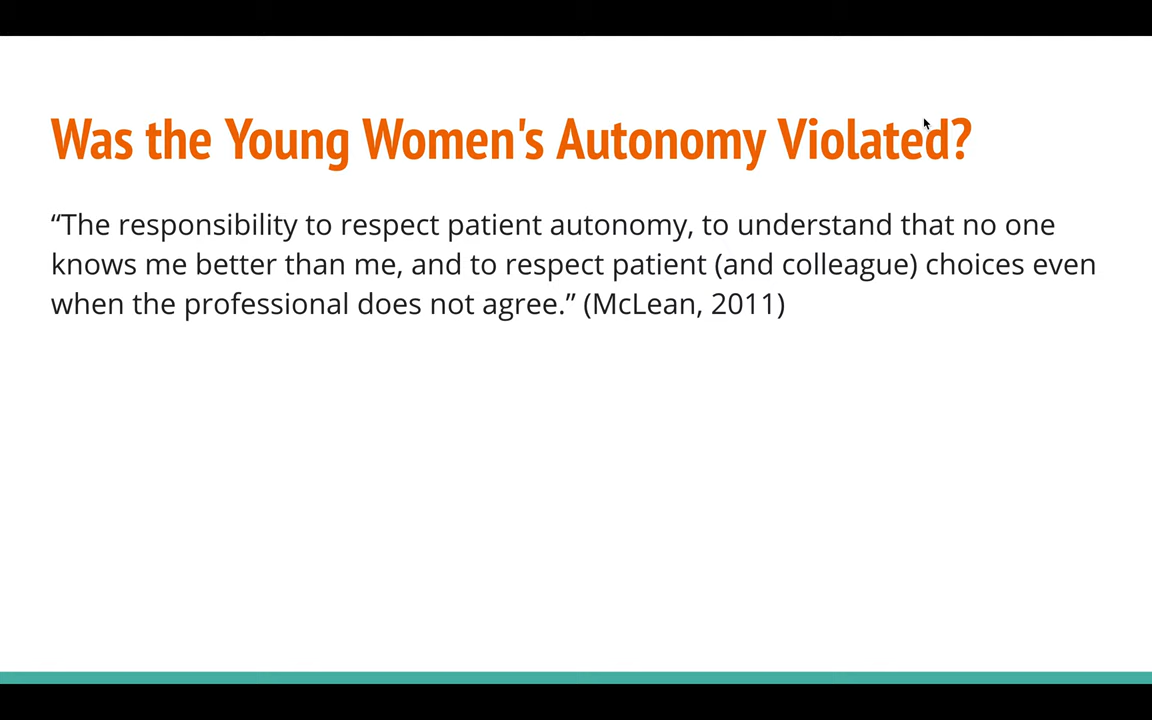 Was the Young Women's Autonomy Violated?
“The responsibility to respect patient autonomy, to understand that no one
knows me better than me, and to respect patient (and colleague) choices even
when the professional does not agree.” (McLean, 2011)